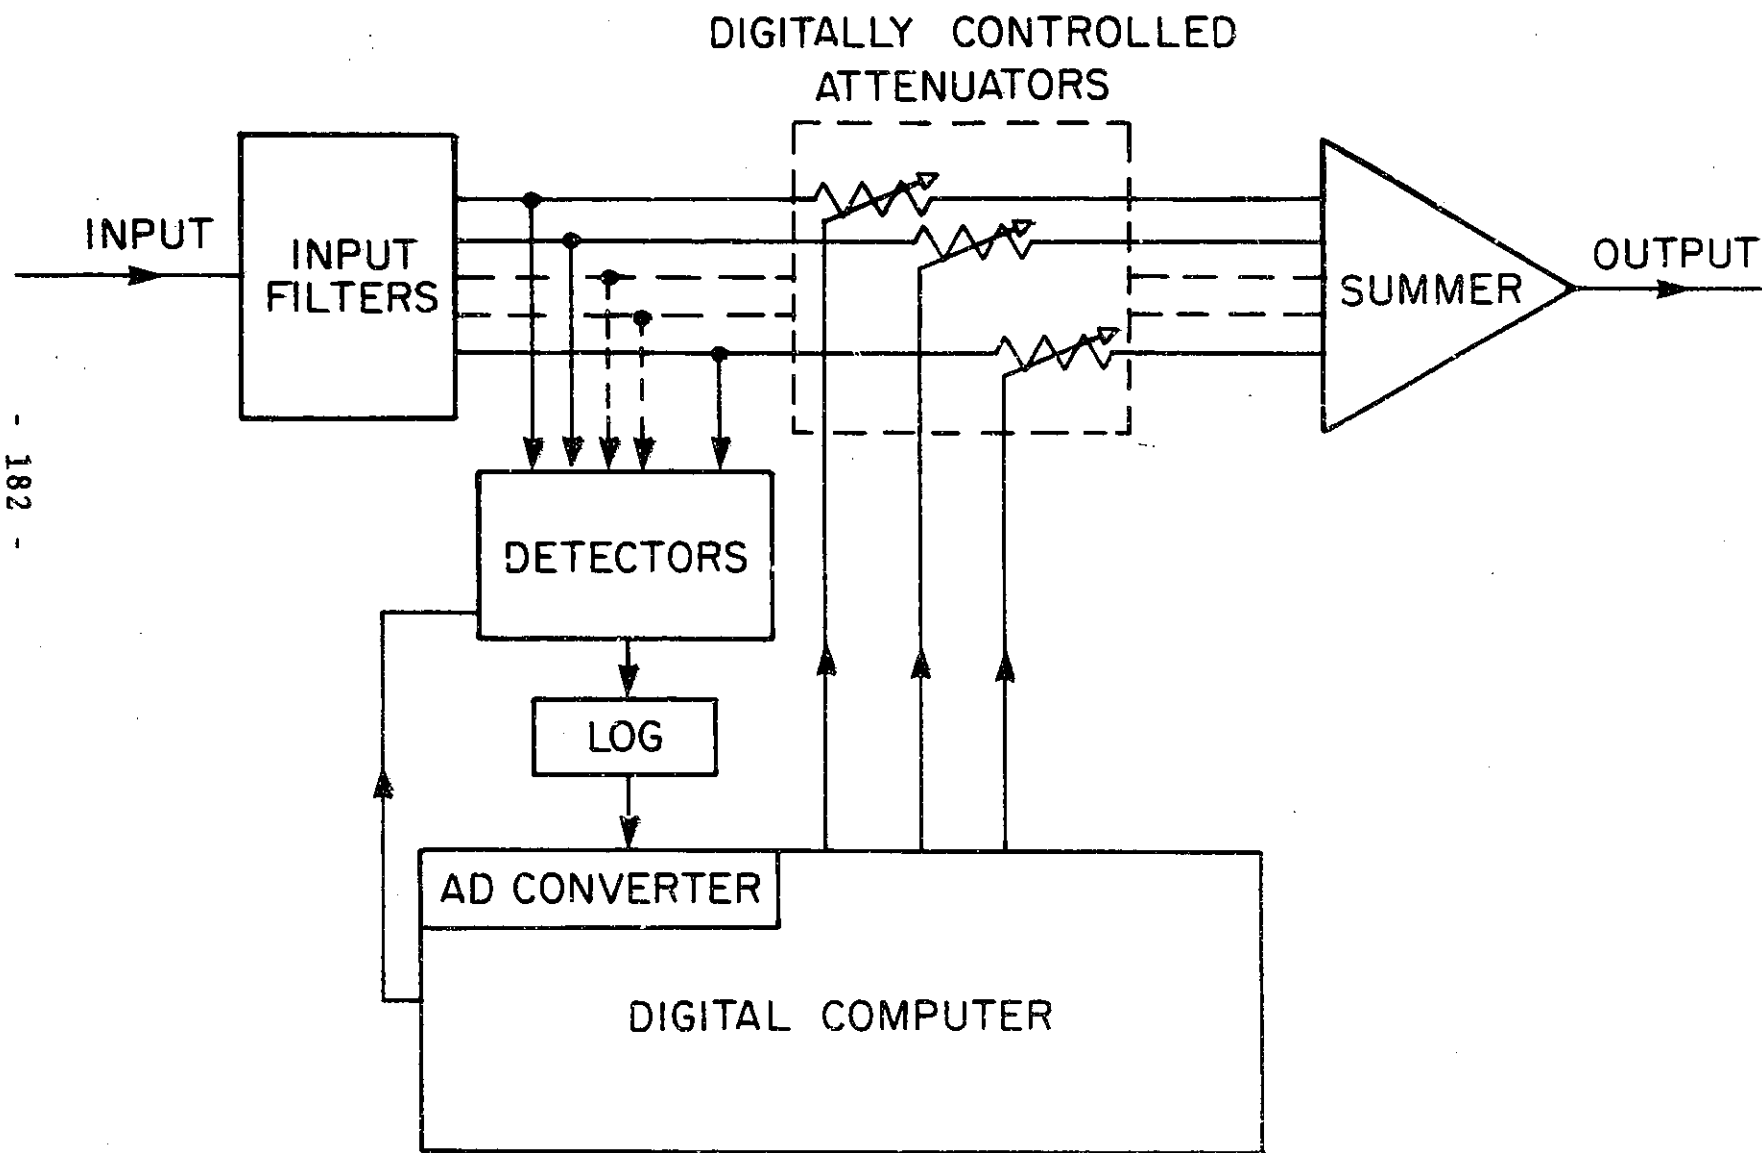 DIGITALLY CONTROLLED
ATTENUATORS
INPUT
INPUT
FILTERS
SUMMER
OUTPUT
DETECTORS
LOG
AD CONVERTER
DIGITAL COMPUTER
- 182 -